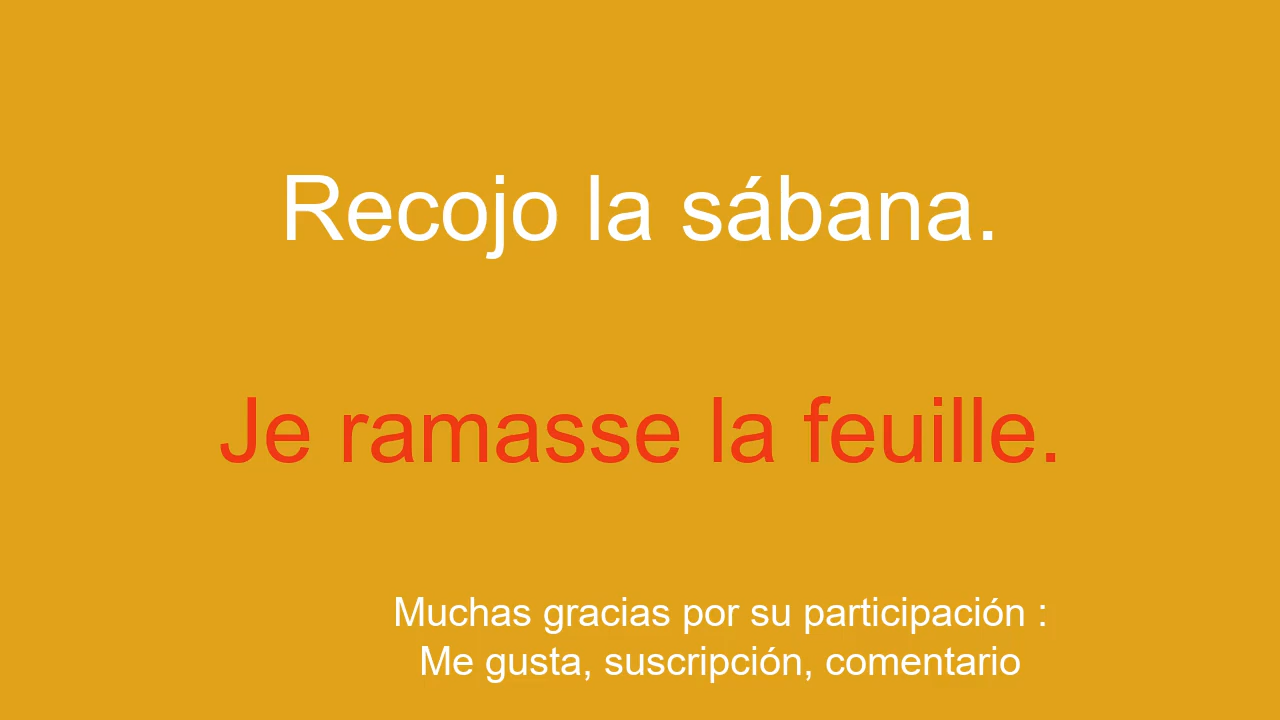 Recojo la sábana.
Je ramasse la feuille.
Muchas gracias por su participación :
Me gusta, suscripción, comentario